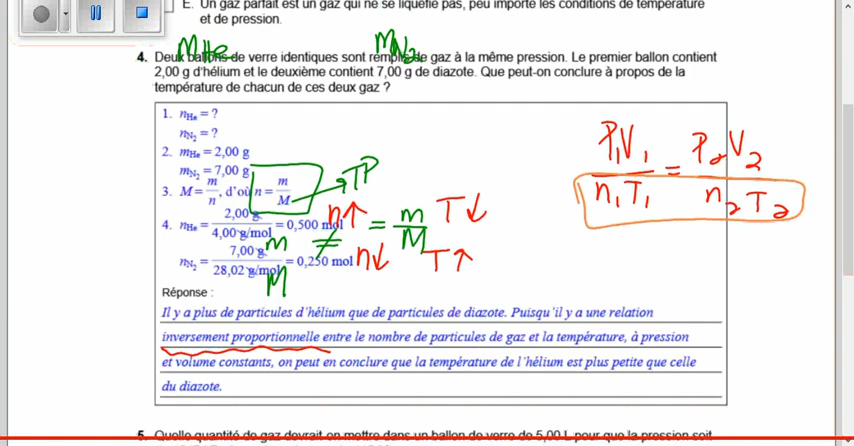 E. Un gaz parfait est un gaz qui ne se liquéfie pas, peu importe les conditions de température
et de pression.
MHe MN2
4. Deux ballons de verre identiques sont remplis de gaz à la même pression. Le premier ballon contient
2,00 g d'hélium et le deuxième contient 7,00 g de diazote. Que peut-on conclure à propos de la
température de chacun de ces deux gaz ?
1. nHe = ?
nN2 = ?
2. mHe = 2,00 g
mN2 = 7,00 g
3. M = m/n, d'où n = m/M → TP
4. nHe = 2,00 g / 4,00 g/mol = 0,500 mol
nN2 = 7,00 g / 28,02 g/mol = 0,250 mol
m
M
n↑ = m/M T↓
≠
n↓ T↑
P1V1 / n1T1 = P2V2 / n2T2
Réponse :
Il y a plus de particules d'hélium que de particules de diazote. Puisqu'il y a une relation
inversement proportionnelle entre le nombre de particules de gaz et la température, à pression
et volume constants, on peut en conclure que la température de l'hélium est plus petite que celle
du diazote.
5. Quelle quantité de gaz devrait-on mettre dans un ballon de verre de 5,00 L pour que la pression soit